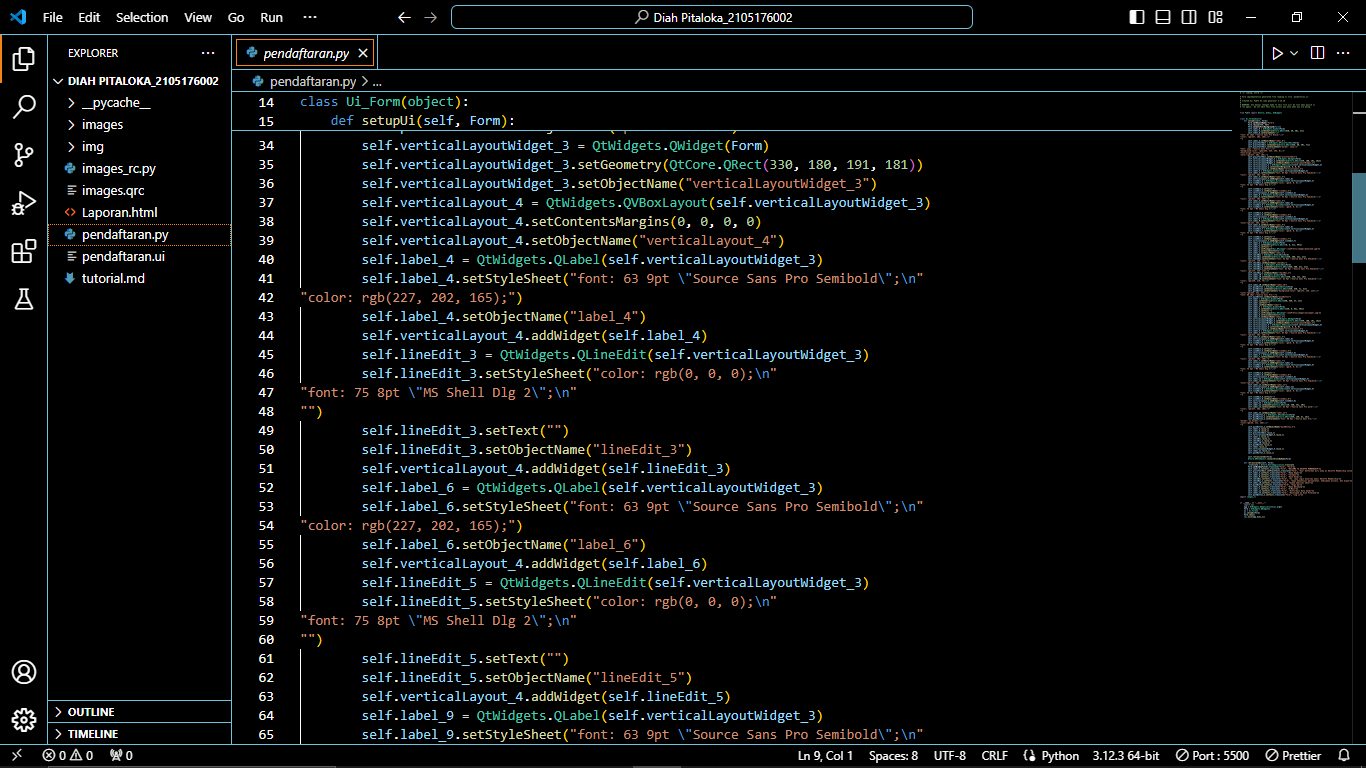 File Edit Selection View Go Run ··· Diah Pitaloka_2105176002
EXPLORER ···
DIAH PITALOKA_2105176002
__pycache__
images
img
images_rc.py
images.qrc
Laporan.html
pendaftaran.py
pendaftaran.ui
tutorial.md
OUTLINE
TIMELINE
pendaftaran.py
pendaftaran.py > ...
14 class Ui_Form(object):
15     def setupUi(self, Form):
34         self.verticalLayoutWidget_3 = QtWidgets.QWidget(Form)
35         self.verticalLayoutWidget_3.setGeometry(QtCore.QRect(330, 180, 191, 181))
36         self.verticalLayoutWidget_3.setObjectName("verticalLayoutWidget_3")
37         self.verticalLayout_4 = QtWidgets.QVBoxLayout(self.verticalLayoutWidget_3)
38         self.verticalLayout_4.setContentsMargins(0, 0, 0, 0)
39         self.verticalLayout_4.setObjectName("verticalLayout_4")
40         self.label_4 = QtWidgets.QLabel(self.verticalLayoutWidget_3)
41         self.label_4.setStyleSheet("font: 63 9pt \"Source Sans Pro Semibold\";\n"
42 "color: rgb(227, 202, 165);")
43         self.label_4.setObjectName("label_4")
44         self.verticalLayout_4.addWidget(self.label_4)
45         self.lineEdit_3 = QtWidgets.QLineEdit(self.verticalLayoutWidget_3)
46         self.lineEdit_3.setStyleSheet("color: rgb(0, 0, 0);\n"
47 "font: 75 8pt \"MS Shell Dlg 2\";\n"
48 "")
49         self.lineEdit_3.setText("")
50         self.lineEdit_3.setObjectName("lineEdit_3")
51         self.verticalLayout_4.addWidget(self.lineEdit_3)
52         self.label_6 = QtWidgets.QLabel(self.verticalLayoutWidget_3)
53         self.label_6.setStyleSheet("font: 63 9pt \"Source Sans Pro Semibold\";\n"
54 "color: rgb(227, 202, 165);")
55         self.label_6.setObjectName("label_6")
56         self.verticalLayout_4.addWidget(self.label_6)
57         self.lineEdit_5 = QtWidgets.QLineEdit(self.verticalLayoutWidget_3)
58         self.lineEdit_5.setStyleSheet("color: rgb(0, 0, 0);\n"
59 "font: 75 8pt \"MS Shell Dlg 2\";\n"
60 "")
61         self.lineEdit_5.setText("")
62         self.lineEdit_5.setObjectName("lineEdit_5")
63         self.verticalLayout_4.addWidget(self.lineEdit_5)
64         self.label_9 = QtWidgets.QLabel(self.verticalLayoutWidget_3)
65         self.label_9.setStyleSheet("font: 63 9pt \"Source Sans Pro Semibold\";\n"
0 0 0 Ln 9, Col 1 Spaces: 8 UTF-8 CRLF Python 3.12.3 64-bit Port : 5500 Prettier